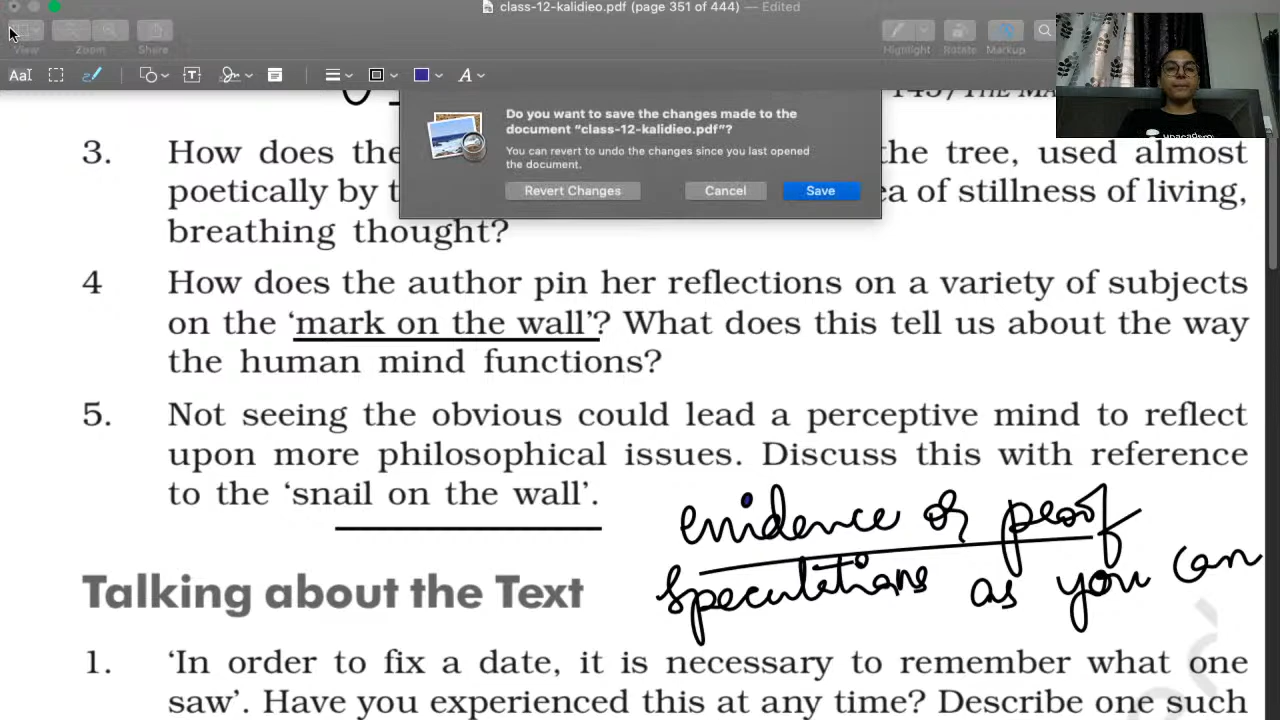 class-12-kalidieo.pdf (page 351 of 444) — Edited
View Zoom Share Highlight Rotate Markup
AaI T A
Do you want to save the changes made to the
document “class-12-kalidieo.pdf”?
You can revert to undo the changes since you last opened
the document.
Revert Changes Cancel Save
3. How does the the tree, used almost
poetically by t ea of stillness of living,
breathing thought?
4 How does the author pin her reflections on a variety of subjects
on the ‘mark on the wall’? What does this tell us about the way
the human mind functions?
5. Not seeing the obvious could lead a perceptive mind to reflect
upon more philosophical issues. Discuss this with reference
to the ‘snail on the wall’.
evidence or proof
speculations as you can
Talking about the Text
1. ‘In order to fix a date, it is necessary to remember what one
saw’. Have you experienced this at any time? Describe one such